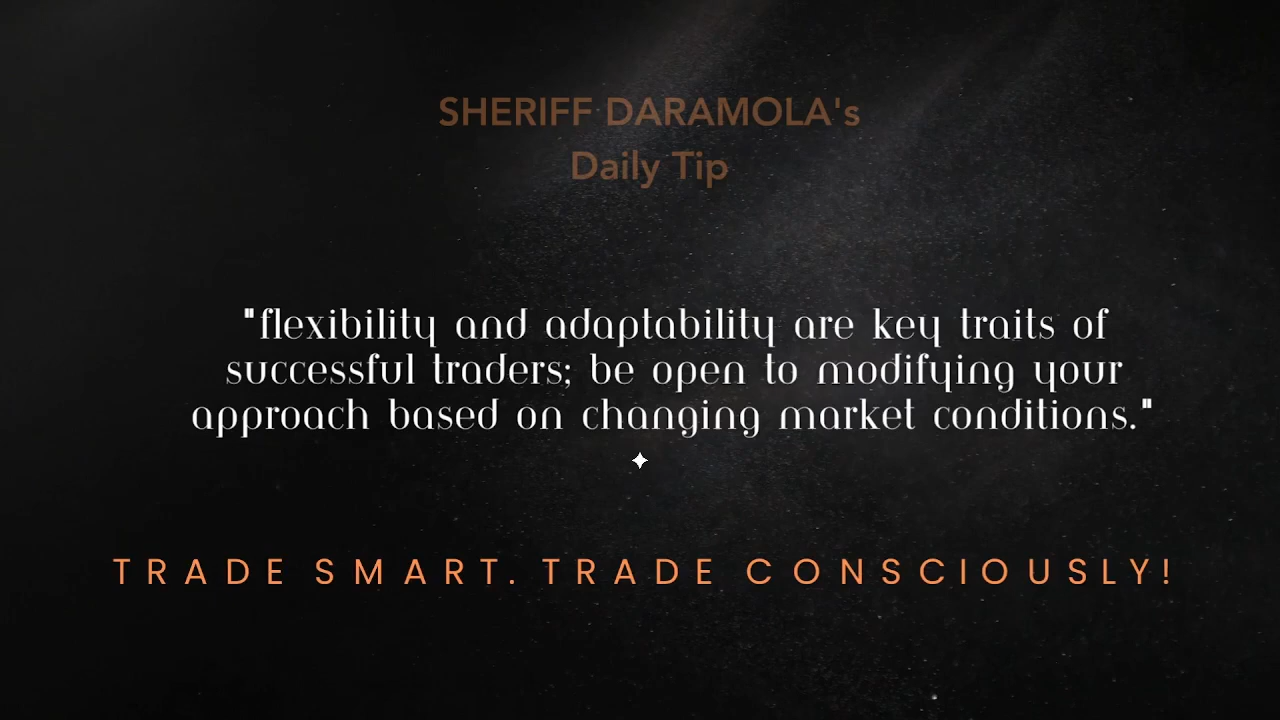 SHERIFF DARAMOLA's
Daily Tip
"flexibility and adaptability are key traits of
successful traders; be open to modifying your
approach based on changing market conditions."
TRADE SMART. TRADE CONSCIOUSLY!